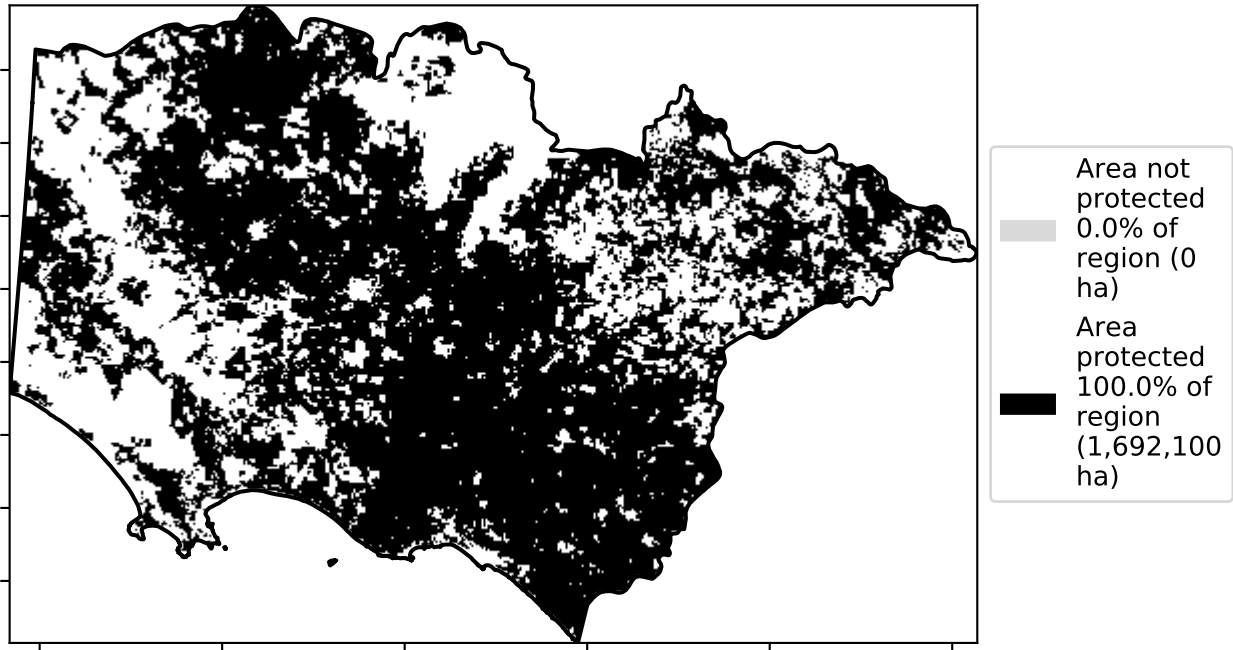 Area not
protected
0.0% of
region (0
ha)
Area
protected
100.0% of
region
(1,692,100
ha)